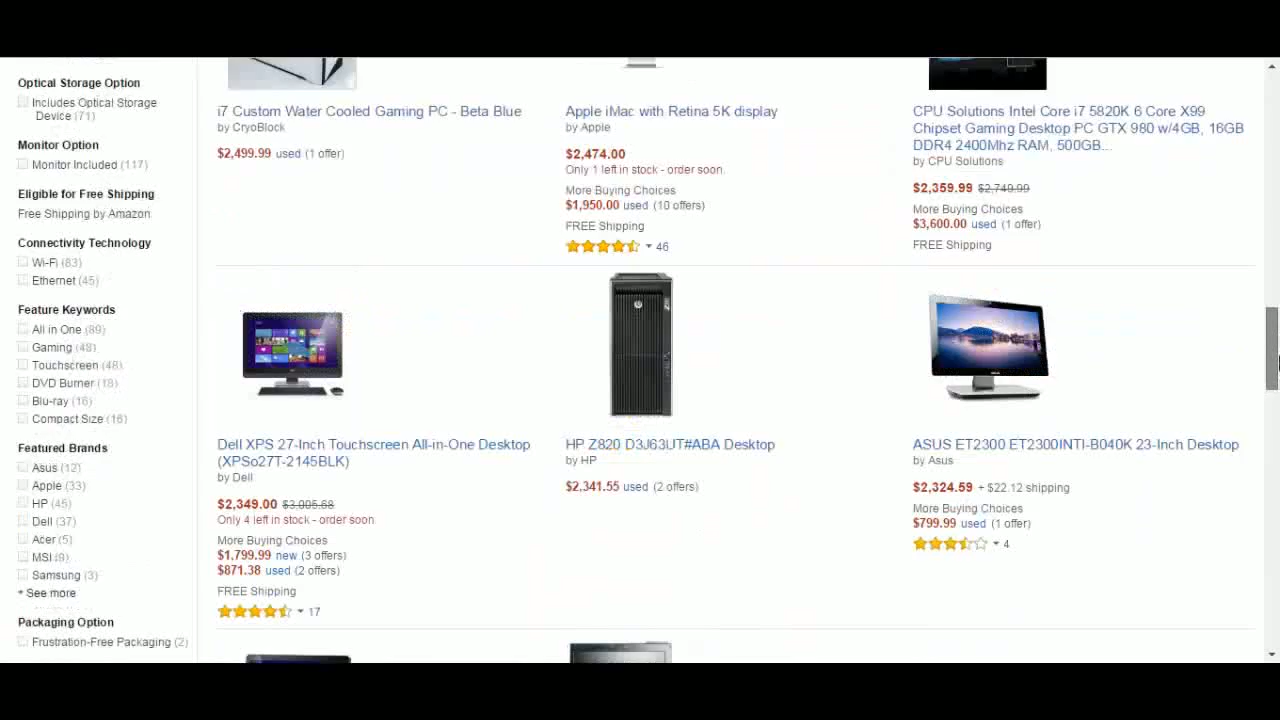 Optical Storage Option
Includes Optical Storage
Device (71)
Monitor Option
Monitor Included (117)
Eligible for Free Shipping
Free Shipping by Amazon
Connectivity Technology
Wi-Fi (83)
Ethernet (45)
Feature Keywords
All in One (89)
Gaming (48)
Touchscreen (48)
DVD Burner (18)
Blu-ray (16)
Compact Size (16)
Featured Brands
Asus (12)
Apple (33)
HP (45)
Dell (37)
Acer (5)
MSI (9)
Samsung (3)
See more
Packaging Option
Frustration-Free Packaging (2)
i7 Custom Water Cooled Gaming PC - Beta Blue
by CryoBlock
$2,499.99 used (1 offer)
Apple iMac with Retina 5K display
by Apple
$2,474.00
Only 1 left in stock - order soon.
More Buying Choices
$1,950.00 used (10 offers)
FREE Shipping
46
CPU Solutions Intel Core i7 5820K 6 Core X99
Chipset Gaming Desktop PC GTX 980 w/4GB, 16GB
DDR4 2400Mhz RAM, 500GB...
by CPU Solutions
$2,359.99 $2,749.99
More Buying Choices
$3,600.00 used (1 offer)
FREE Shipping
Dell XPS 27-Inch Touchscreen All-in-One Desktop
(XPSo27T-2145BLK)
by Dell
$2,349.00 $3,005.68
Only 4 left in stock - order soon
More Buying Choices
$1,799.99 new (3 offers)
$871.38 used (2 offers)
FREE Shipping
17
HP Z820 D3J63UT#ABA Desktop
by HP
$2,341.55 used (2 offers)
ASUS ET2300 ET2300INTI-B040K 23-Inch Desktop
by Asus
$2,324.59 + $22.12 shipping
More Buying Choices
$799.99 used (1 offer)
4